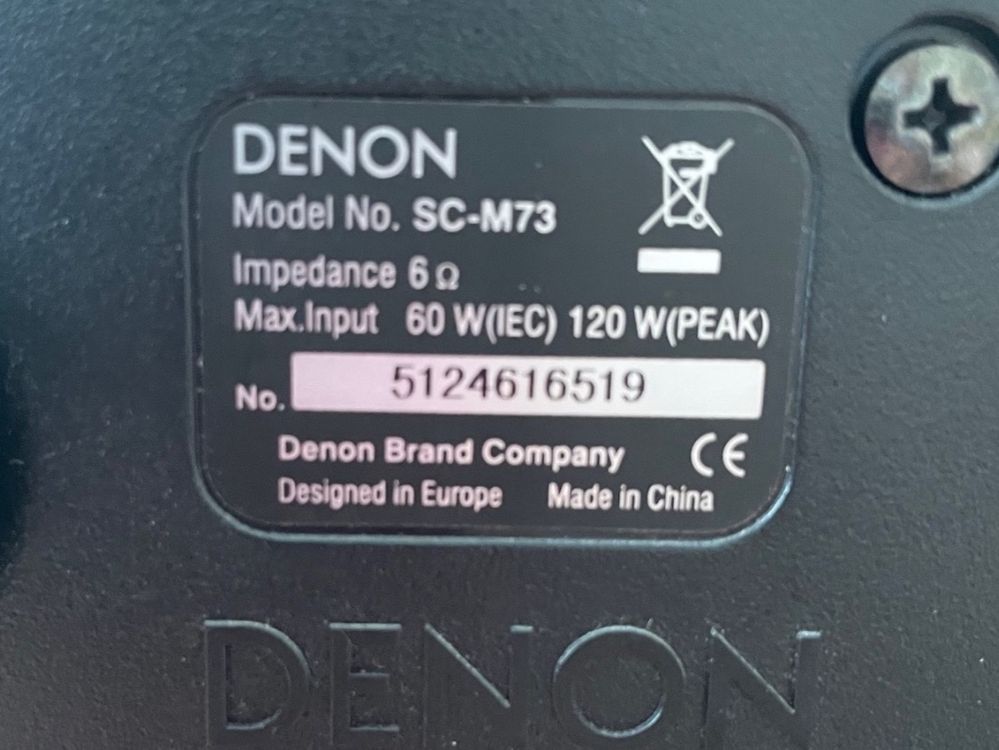 DENON
Model No. SC-M73
Impedance 6 Ω
Max.Input 60 W(IEC) 120 W(PEAK)
No. 5124616519
Denon Brand Company CE
Designed in Europe Made in China
DENON